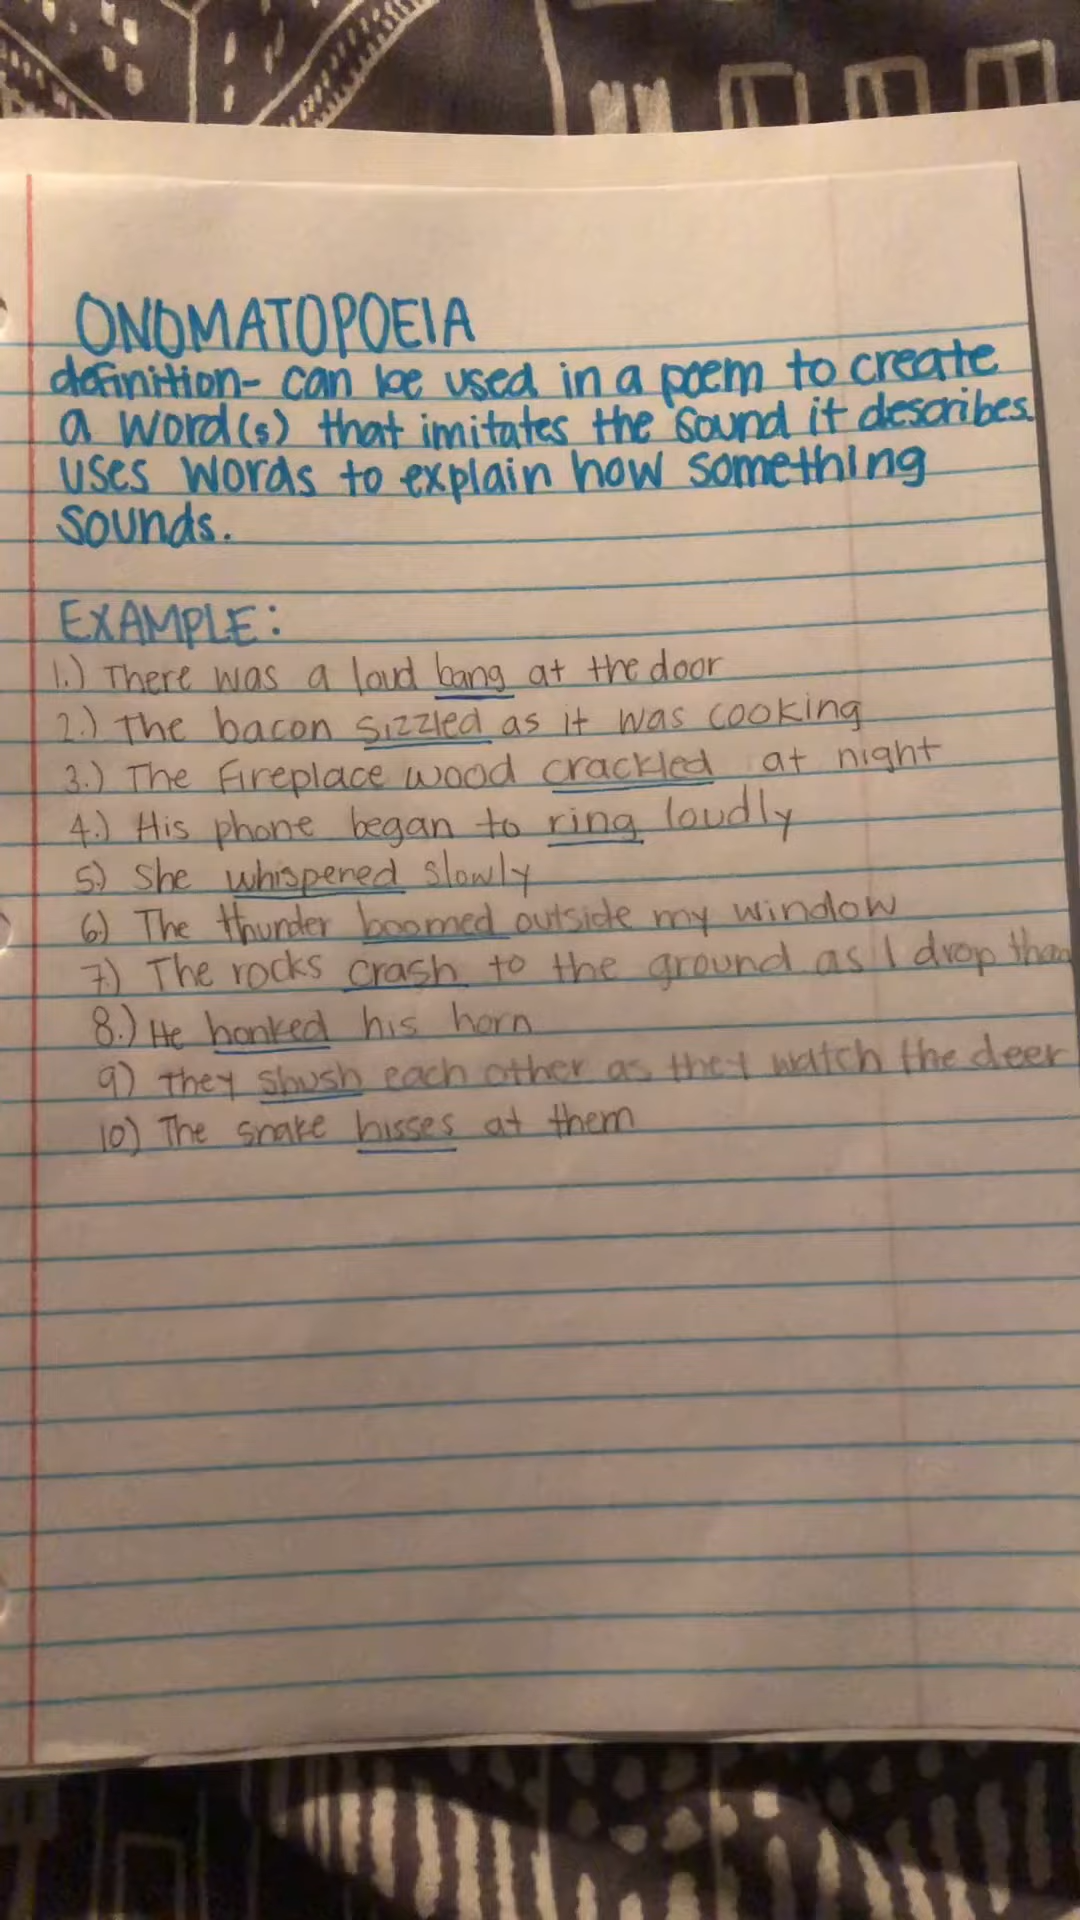 ONOMATOPOEIA
definition- can be used in a poem to create
a word(s) that imitates the sound it describes.
uses words to explain how something
sounds.
EXAMPLE:
1.) There was a loud bang at the door
2.) The bacon sizzled as it was cooking
3.) The fireplace wood crackled at night
4.) His phone began to ring loudly
5) She whispered slowly
6) The thunder boomed outside my window
7) The rocks crash to the ground as I drop them
8.) He honked his horn
9) They shush each other as they watch the deer
10) The snake hisses at them